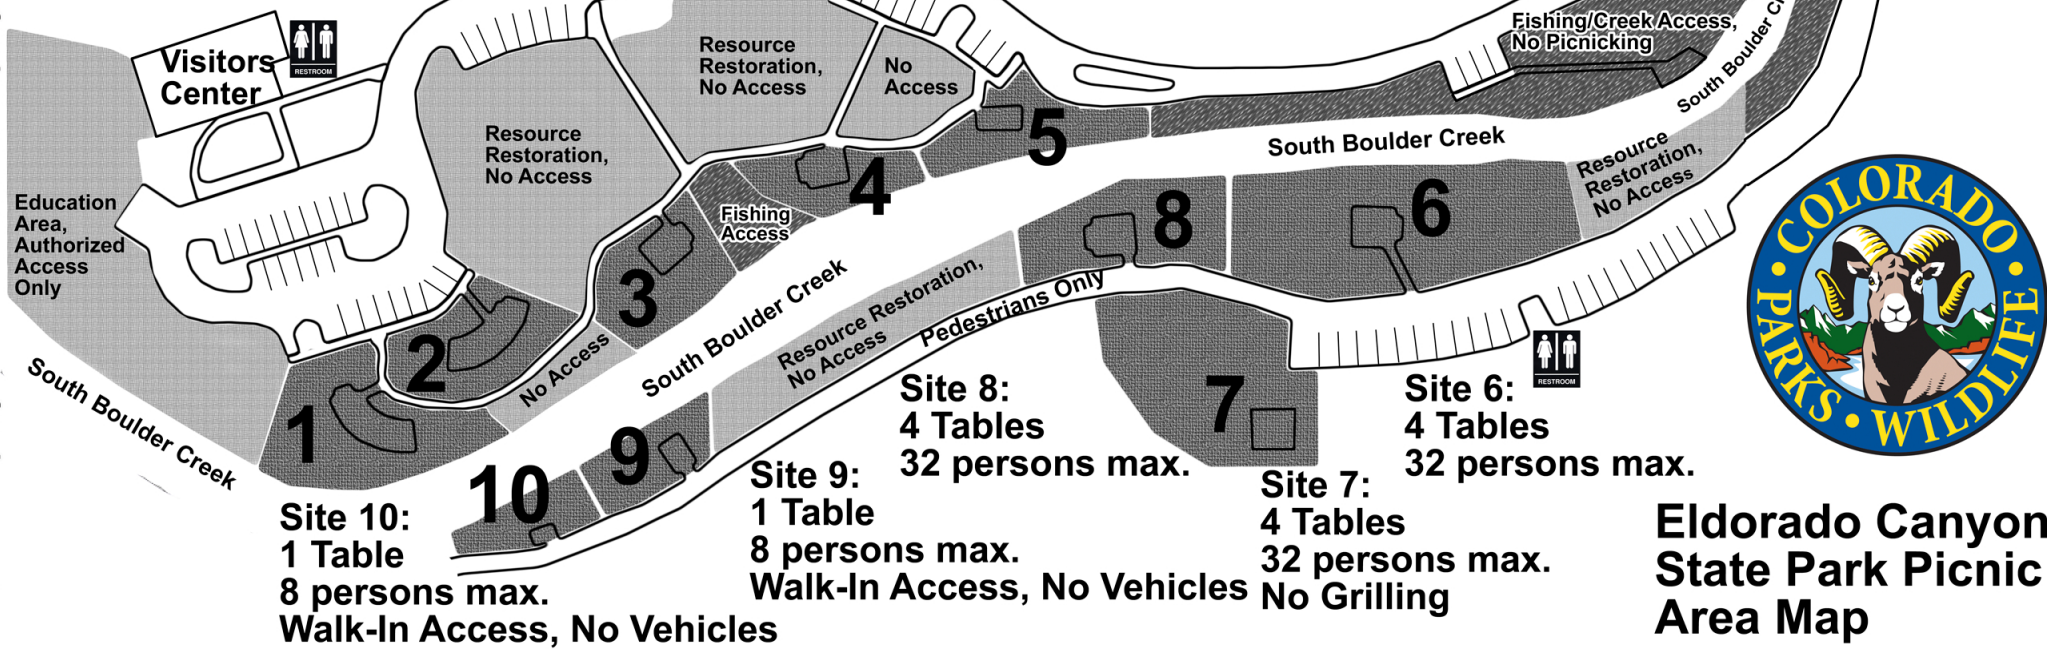 Visitors
Center
RESTROOM
Resource
Restoration,
No Access
No
Access
Fishing/Creek Access,
No Picnicking
South Boulder Cr
Resource
Restoration,
No Access
5
South Boulder Creek
Resource
Restoration,
No Access
4
Education
Area,
Authorized
Access
Only
Fishing
Access
8
6
3
South Boulder Creek
Resource Restoration,
No Access
Pedestrians Only
2
No Access
South Boulder Creek
1
7
RESTROOM
9
10
Site 8:
4 Tables
32 persons max.
Site 6:
4 Tables
32 persons max.
Site 9:
1 Table
8 persons max.
Walk-In Access, No Vehicles
Site 7:
4 Tables
32 persons max.
No Grilling
Site 10:
1 Table
8 persons max.
Walk-In Access, No Vehicles
COLORADO
PARKS • WILDLIFE
Eldorado Canyon
State Park Picnic
Area Map